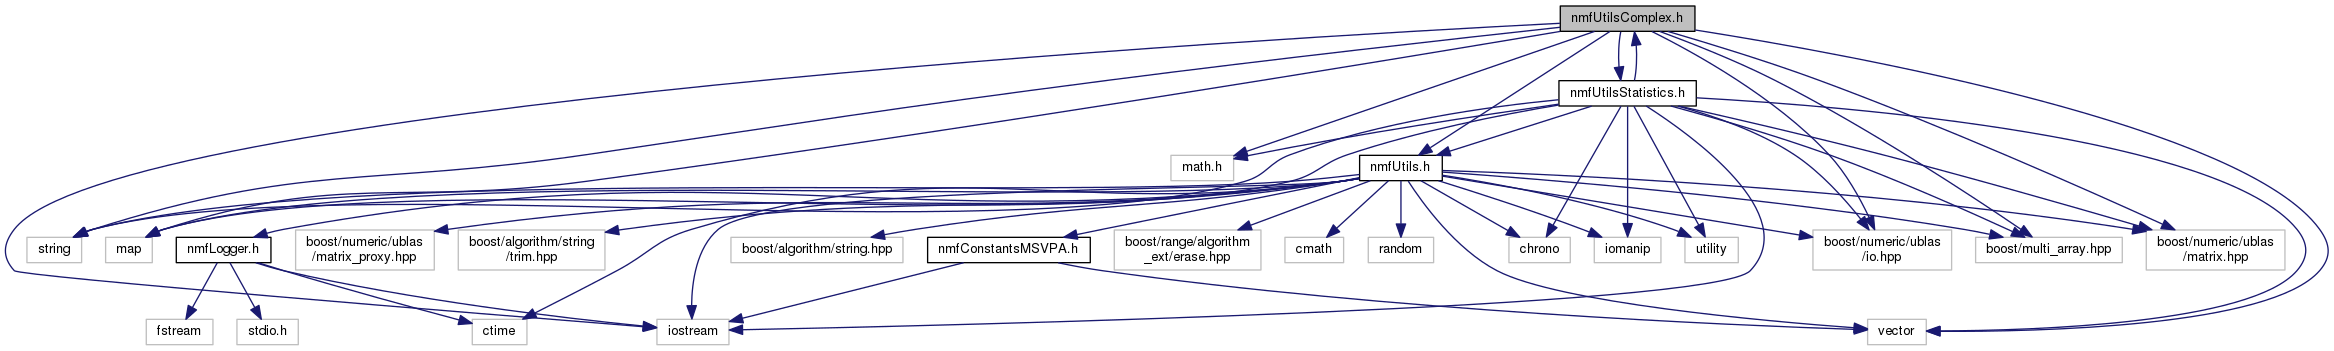 nmfUtilsComplex.h
nmfUtilsStatistics.h
math.h
nmfUtils.h
string
map
nmfLogger.h
boost/numeric/ublas
/matrix_proxy.hpp
boost/algorithm/string
/trim.hpp
boost/algorithm/string.hpp
nmfConstantsMSVPA.h
boost/range/algorithm
_ext/erase.hpp
cmath
random
chrono
iomanip
utility
boost/numeric/ublas
/io.hpp
boost/multi_array.hpp
boost/numeric/ublas
/matrix.hpp
fstream
stdio.h
ctime
iostream
vector